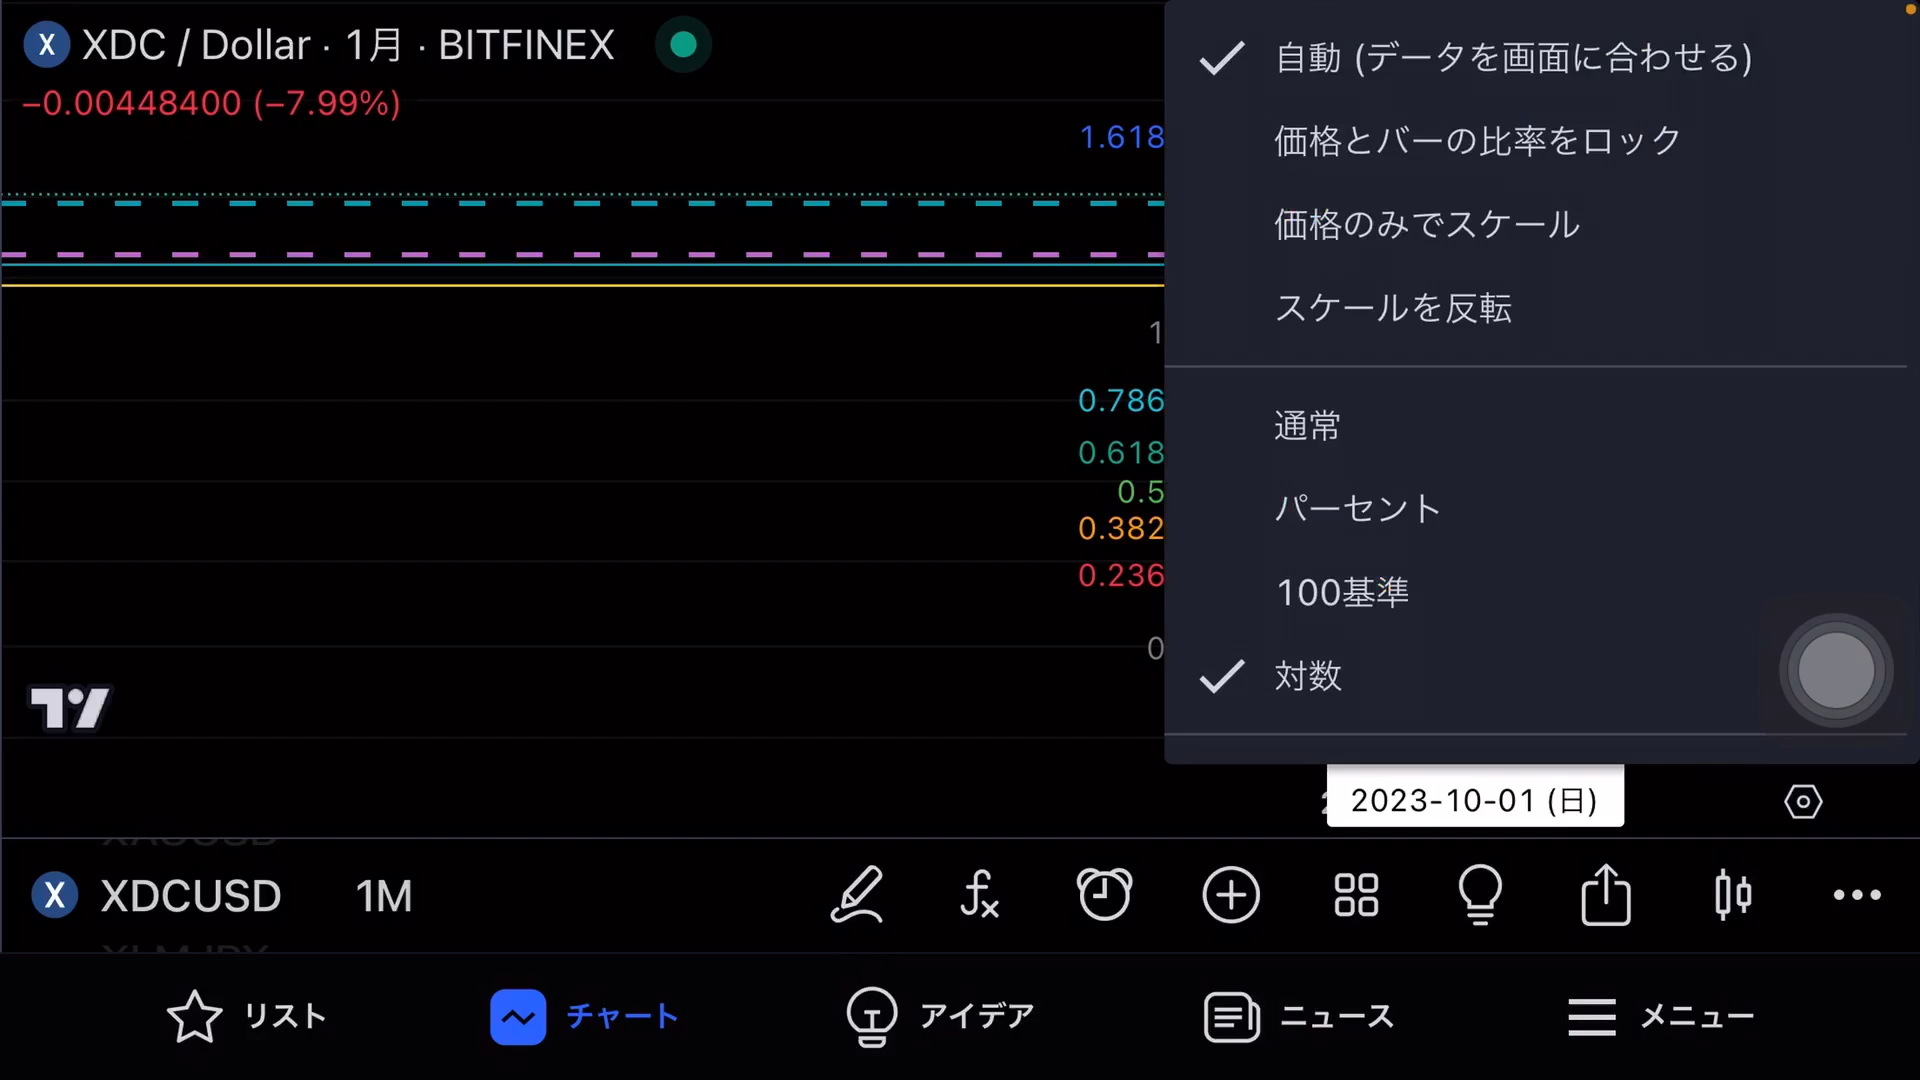 X XDC / Dollar · 1月 · BITFINEX
−0.00448400 (−7.99%)
1.618
1
0.786
0.618
0.5
0.382
0.236
0
自動 (データを画面に合わせる)
価格とバーの比率をロック
価格のみでスケール
スケールを反転
通常
パーセント
100基準
対数
2023-10-01 (日)
X XDCUSD 1M
リスト チャート アイデア ニュース メニュー